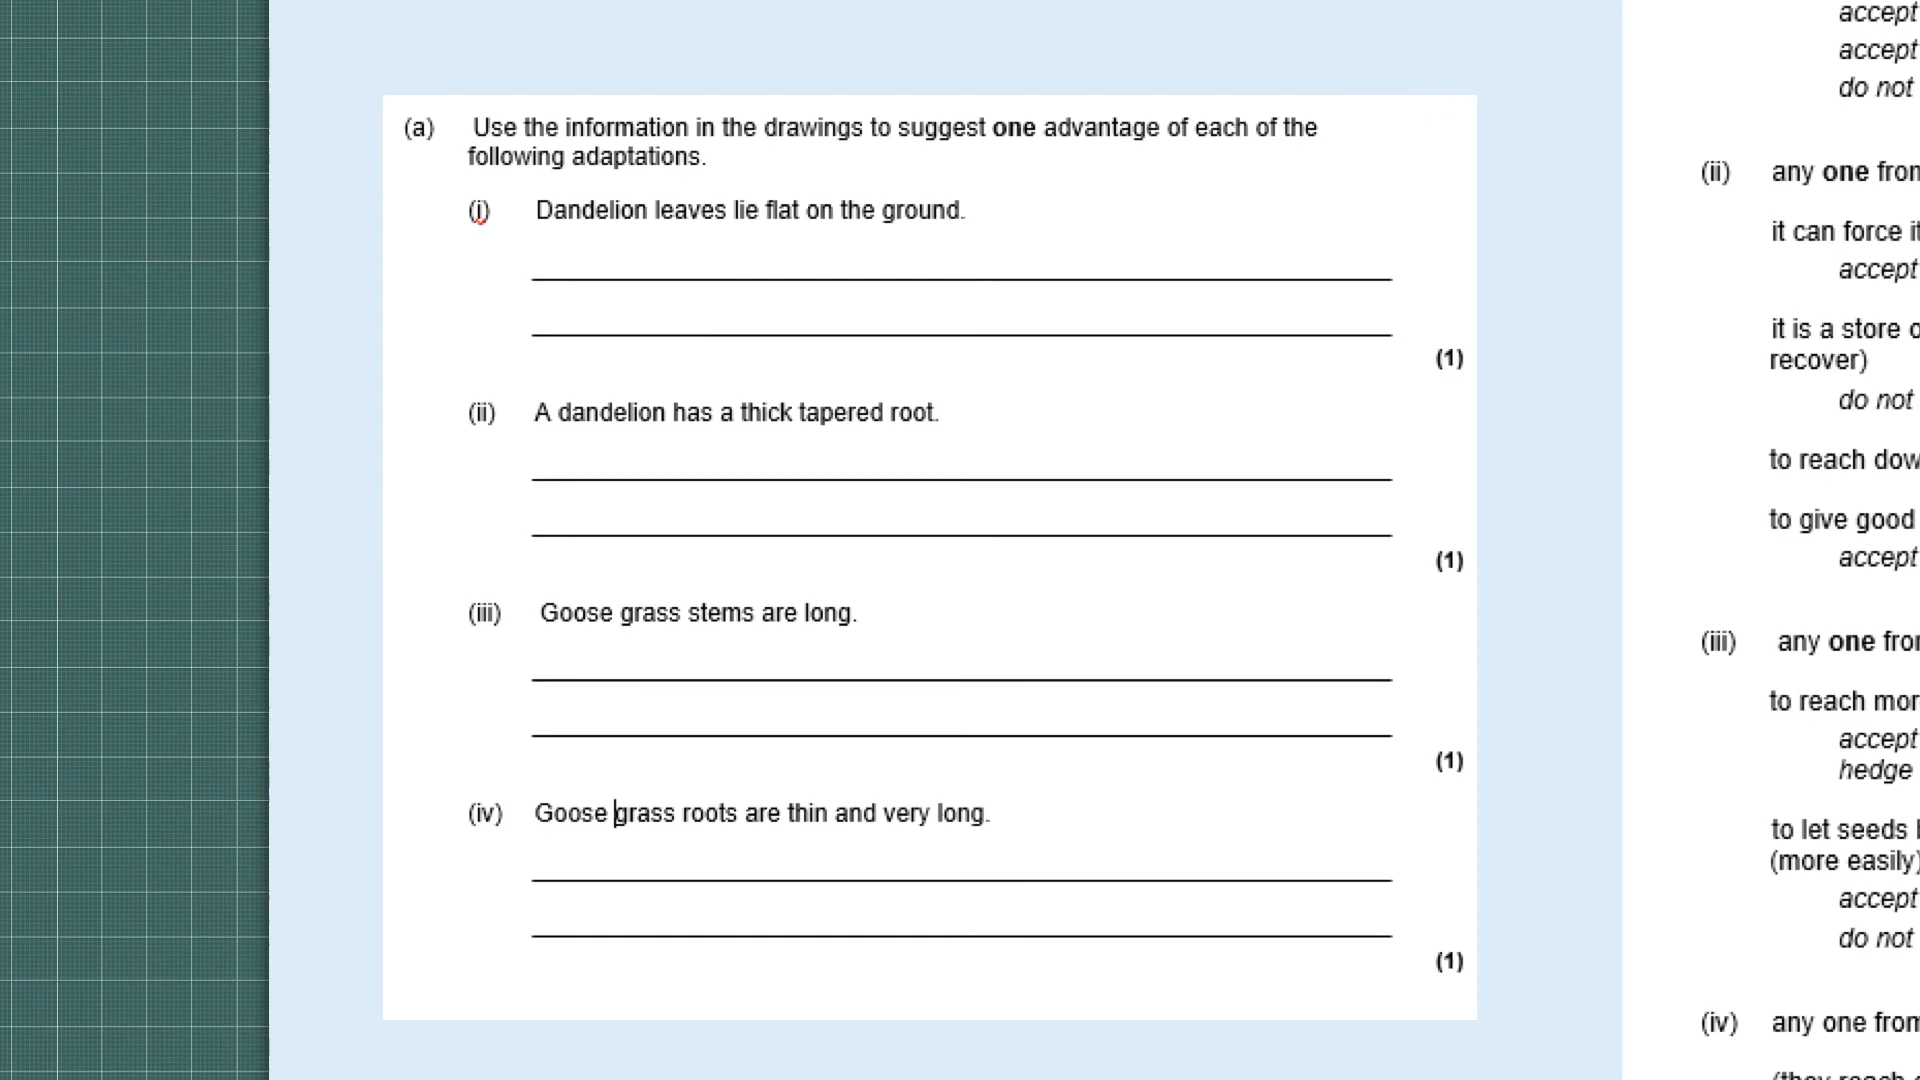 (a) Use the information in the drawings to suggest one advantage of each of the
following adaptations.
(i) Dandelion leaves lie flat on the ground.
(1)
(ii) A dandelion has a thick tapered root.
(1)
(iii) Goose grass stems are long.
(1)
(iv) Goose grass roots are thin and very long.
(1)
accept
accept
do not
(ii) any one from
it can force it
accept
it is a store o
recover)
do not
to reach dow
to give good
accept
(iii) any one from
to reach more
accept
hedge
to let seeds b
(more easily)
accept
do not
(iv) any one from
(they reach